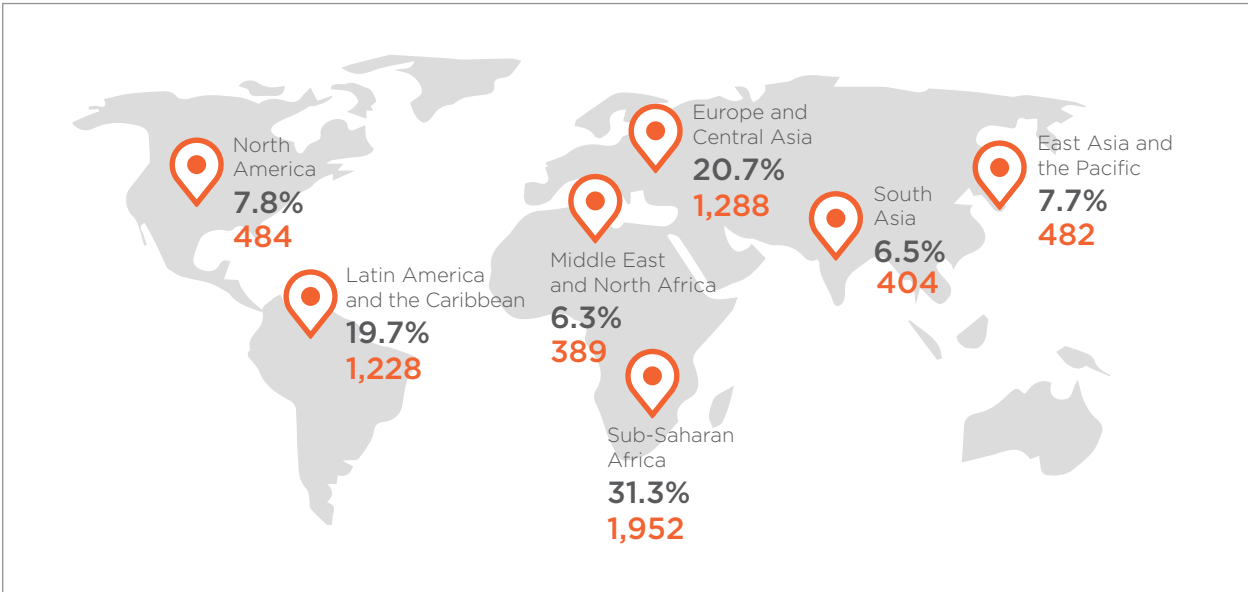 North
America
7.8%
484
Latin America
and the Caribbean
19.7%
1,228
Europe and
Central Asia
20.7%
1,288
Middle East
and North Africa
6.3%
389
Sub-Saharan
Africa
31.3%
1,952
South
Asia
6.5%
404
East Asia and
the Pacific
7.7%
482